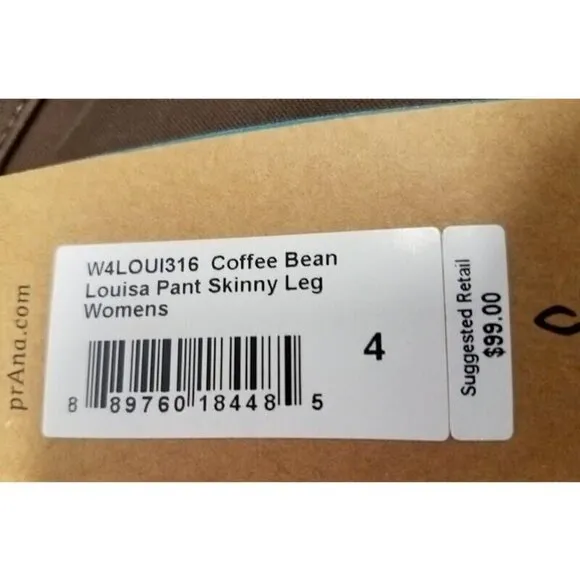 prAna.com
W4LOUI316 Coffee Bean
Louisa Pant Skinny Leg
Womens
4
8 89760 18448 5
Suggested Retail
$99.00